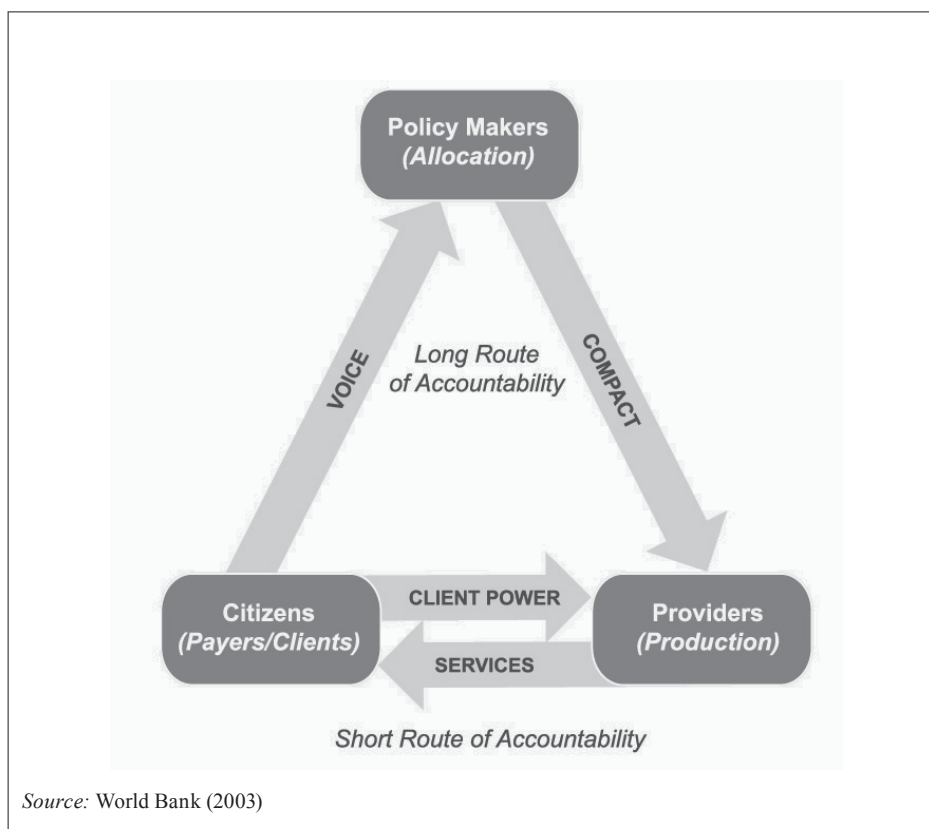 Policy Makers
(Allocation)
VOICE
Long Route
of Accountability
COMPACT
Citizens
(Payers/Clients)
CLIENT POWER
Providers
(Production)
SERVICES
Short Route of Accountability
Source: World Bank (2003)